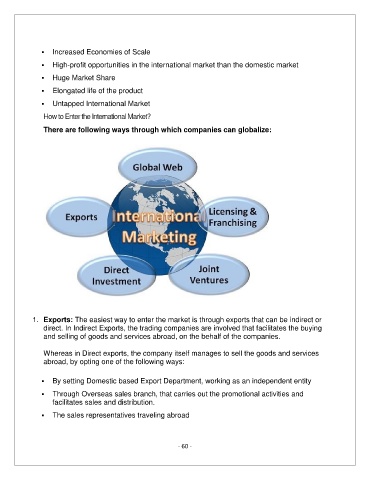 • Increased Economies of Scale
• High-profit opportunities in the international market than the domestic market
• Huge Market Share
• Elongated life of the product
• Untapped International Market
How to Enter the International Market?
There are following ways through which companies can globalize:
Global Web
Exports
International
Marketing
Licensing &
Franchising
Direct
Investment
Joint
Ventures
1. Exports: The easiest way to enter the market is through exports that can be indirect or
direct. In Indirect Exports, the trading companies are involved that facilitates the buying
and selling of goods and services abroad, on the behalf of the companies.
Whereas in Direct exports, the company itself manages to sell the goods and services
abroad, by opting one of the following ways:
• By setting Domestic based Export Department, working as an independent entity
• Through Overseas sales branch, that carries out the promotional activities and
facilitates sales and distribution.
• The sales representatives traveling abroad
- 60 -